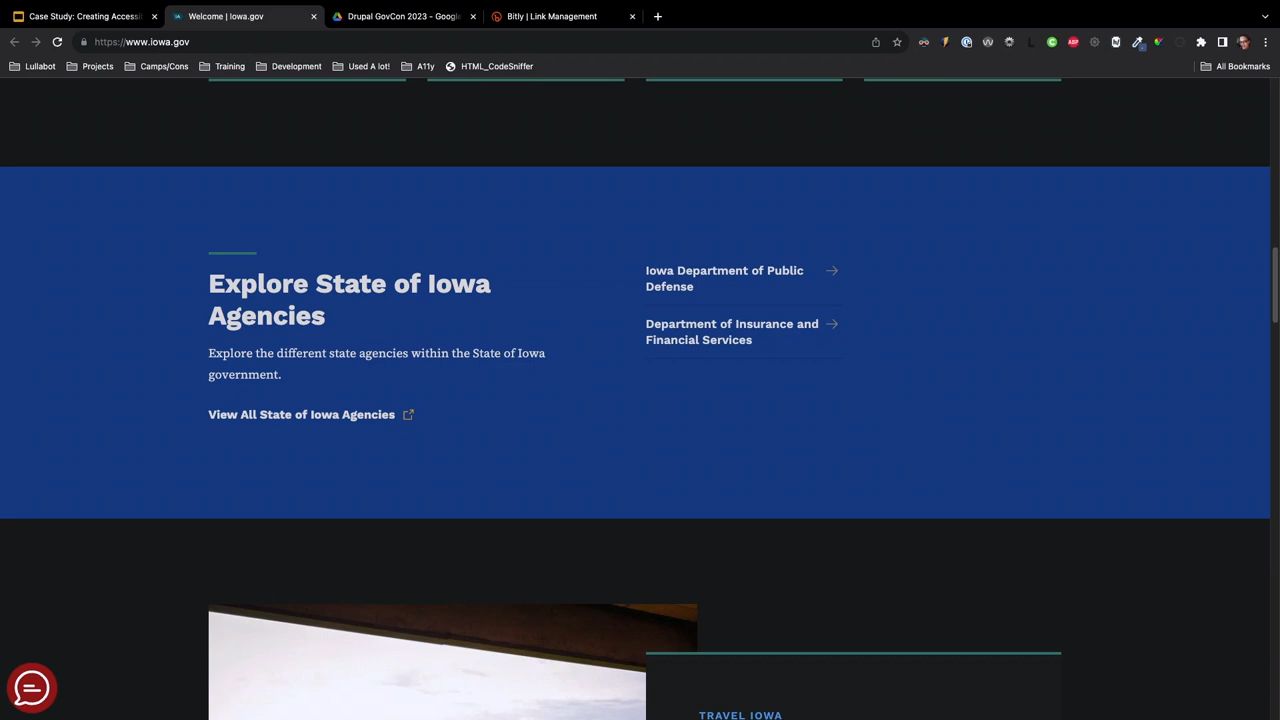 Case Study: Creating Accessi
Welcome | Iowa.gov
Drupal GovCon 2023 - Google
Bitly | Link Management
https://www.iowa.gov
Lullabot
Projects
Camps/Cons
Training
Development
Used A lot!
A11y
HTML_CodeSniffer
All Bookmarks
Explore State of Iowa
Agencies
Explore the different state agencies within the State of Iowa
government.
View All State of Iowa Agencies
Iowa Department of Public
Defense
Department of Insurance and
Financial Services
TRAVEL IOWA